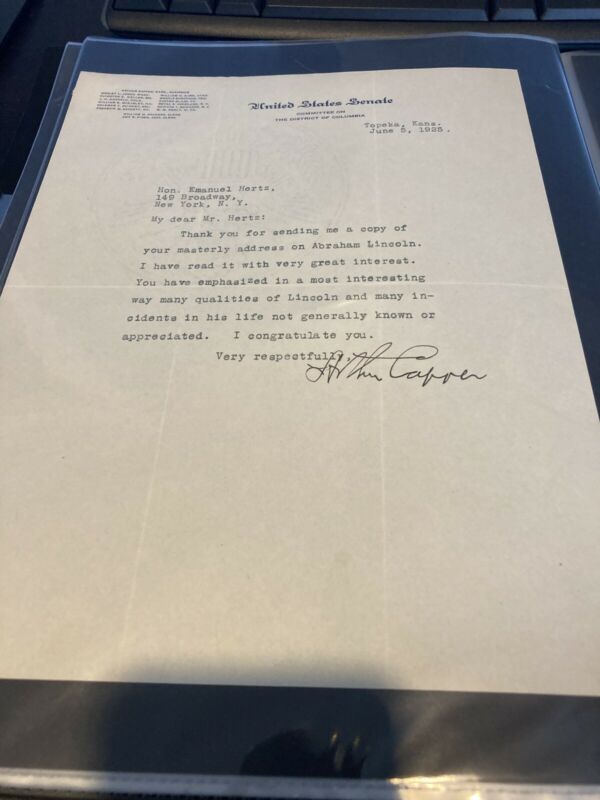 United States Senate
COMMITTEE ON
THE DISTRICT OF COLUMBIA
Topeka, Kans.
June 5, 1925.
Hon. Emanuel Hertz,
149 Broadway,
New York, N. Y.
My dear Mr. Hertz:
Thank you for sending me a copy of
your masterly address on Abraham Lincoln.
I have read it with very great interest.
You have emphasized in a most interesting
way many qualities of Lincoln and many in-
cidents in his life not generally known or
appreciated. I congratulate you.
Very respectfully,
Arthur Capper